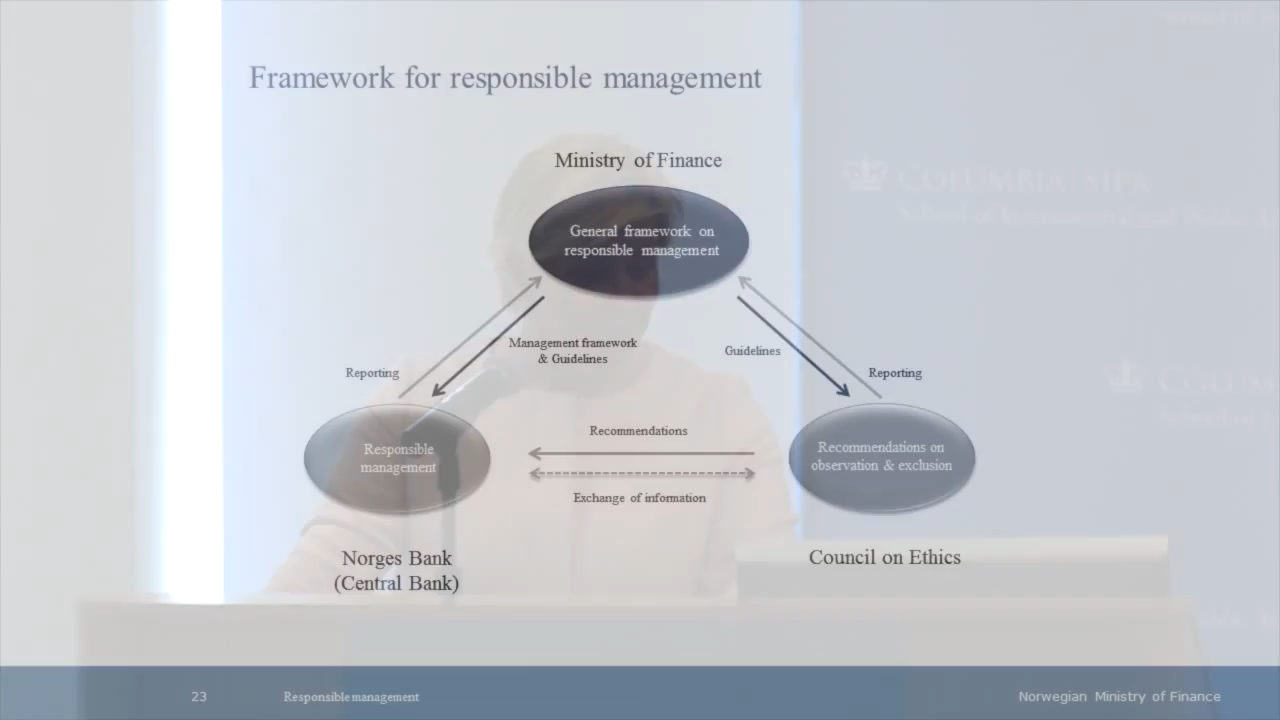 Framework for responsible management
Ministry of Finance
General framework on
responsible management
Management framework
& Guidelines
Guidelines
Reporting
Reporting
Responsible
management
Recommendations
Recommendations on
observation & exclusion
Exchange of information
Norges Bank
(Central Bank)
Council on Ethics
COLUMBIA | SIPA
23
Responsible management
Norwegian Ministry of Finance